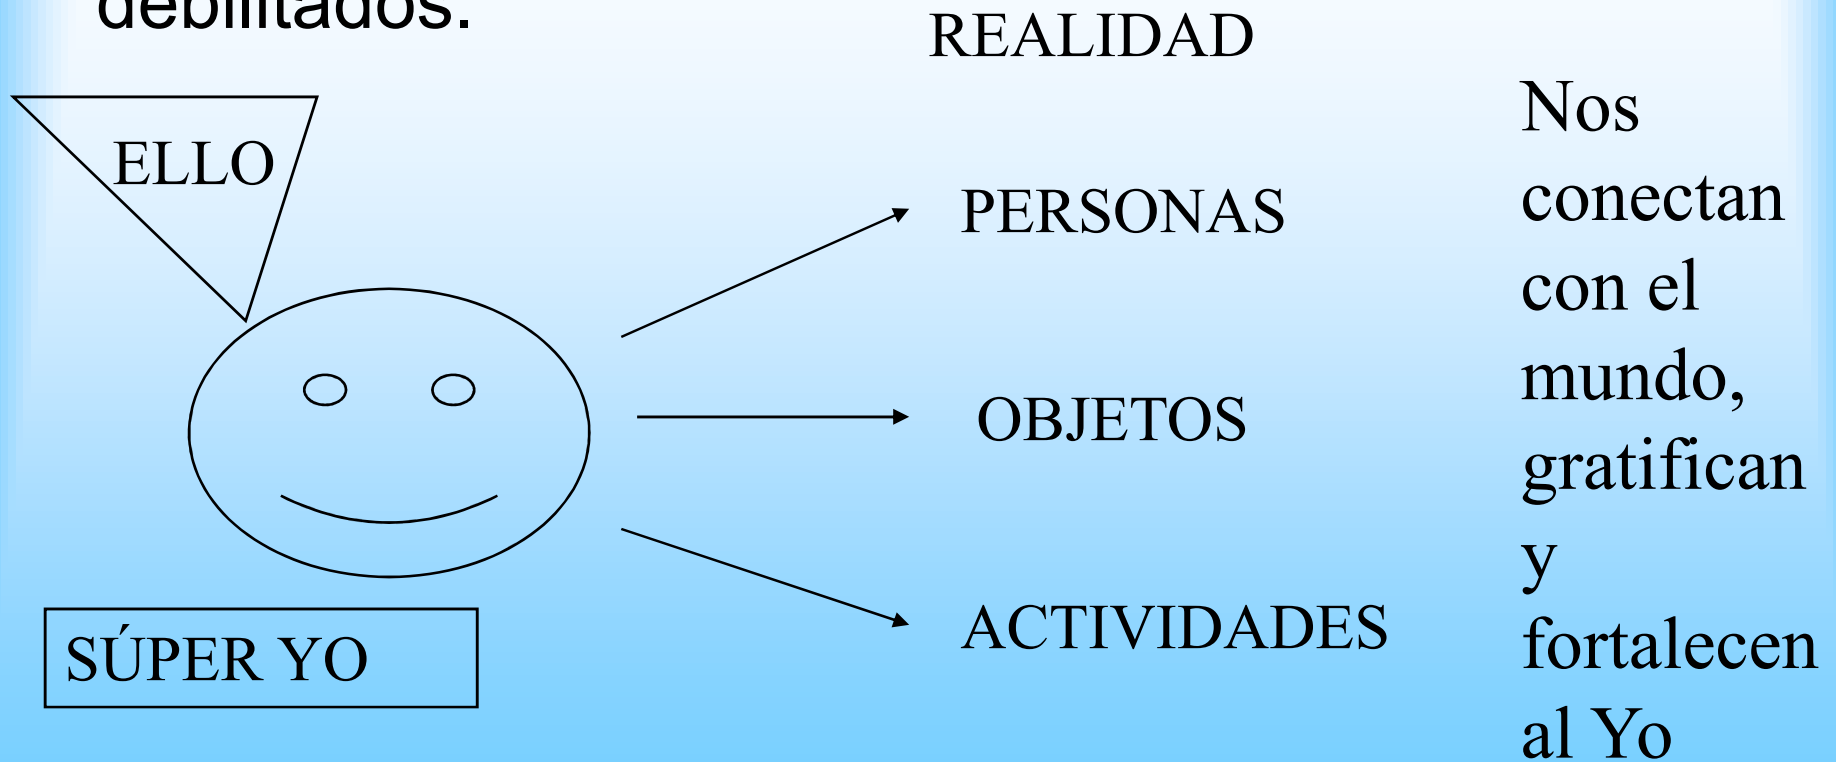 debilitados.
REALIDAD
ELLO
PERSONAS
OBJETOS
ACTIVIDADES
SÚPER YO
Nos
conectan
con el
mundo,
gratifican
y
fortalecen
al Yo